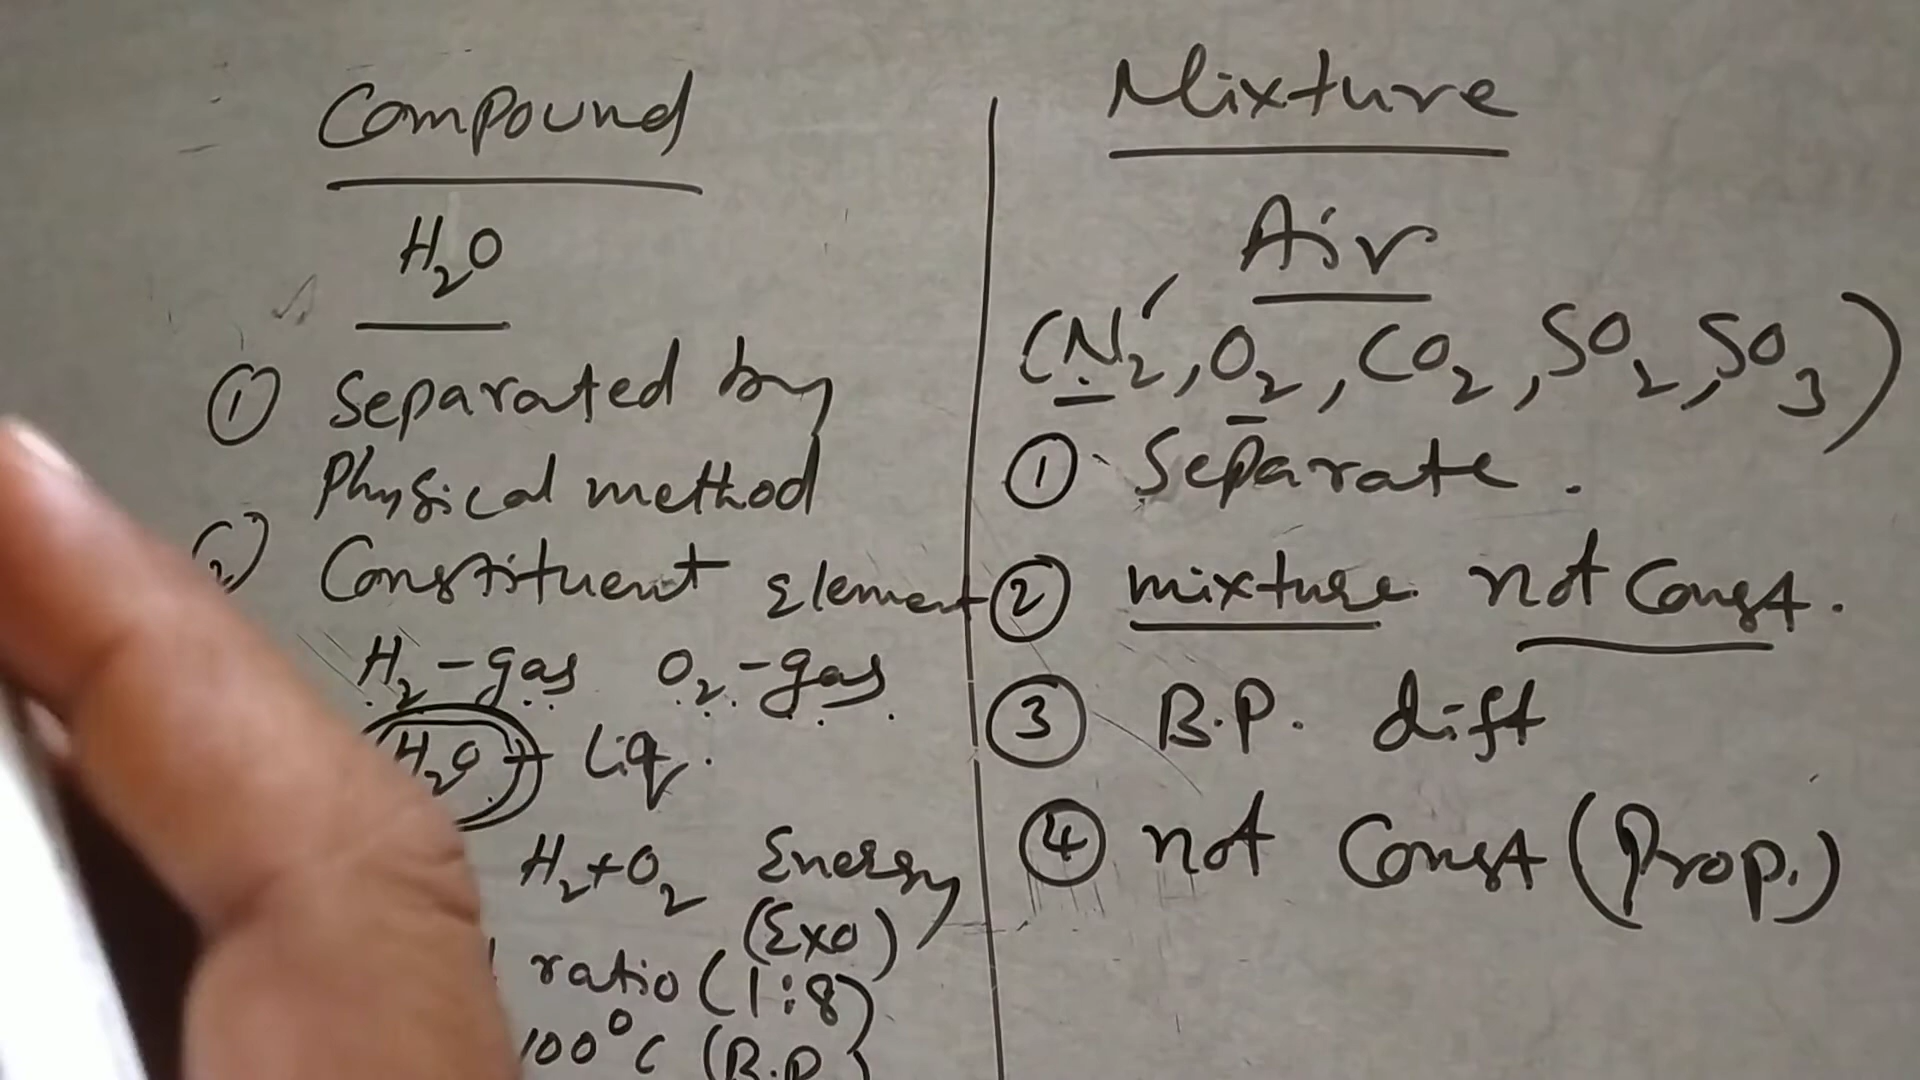 Compound
H₂O
① Separated by
Physical method
② Constituent Element
H₂-gas O₂-gas
H₂O - Liq.
H₂+O₂ Energy
(Exo)
ratio (1:8)
100°C (B.P
Mixture
Air
(N₂, O₂, CO₂, SO₂, SO₃)
① Separate.
② mixture not Const.
③ B.P. diff
④ not Const (Prop.)